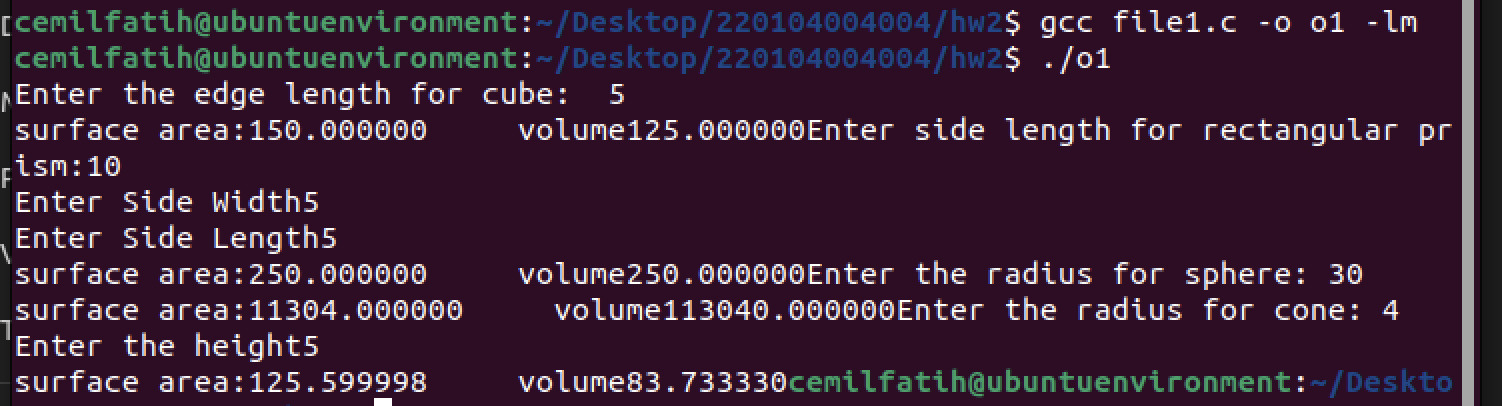 cemilfatih@ubuntuenvironment:~/Desktop/220104004004/hw2$ gcc file1.c -o o1 -lm
cemilfatih@ubuntuenvironment:~/Desktop/220104004004/hw2$ ./o1
Enter the edge length for cube:  5
surface area:150.000000     volume125.000000Enter side length for rectangular pr
ism:10
Enter Side Width5
Enter Side Length5
surface area:250.000000     volume250.000000Enter the radius for sphere: 30
surface area:11304.000000     volume113040.000000Enter the radius for cone: 4
Enter the height5
surface area:125.599998     volume83.733330cemilfatih@ubuntuenvironment:~/Deskto